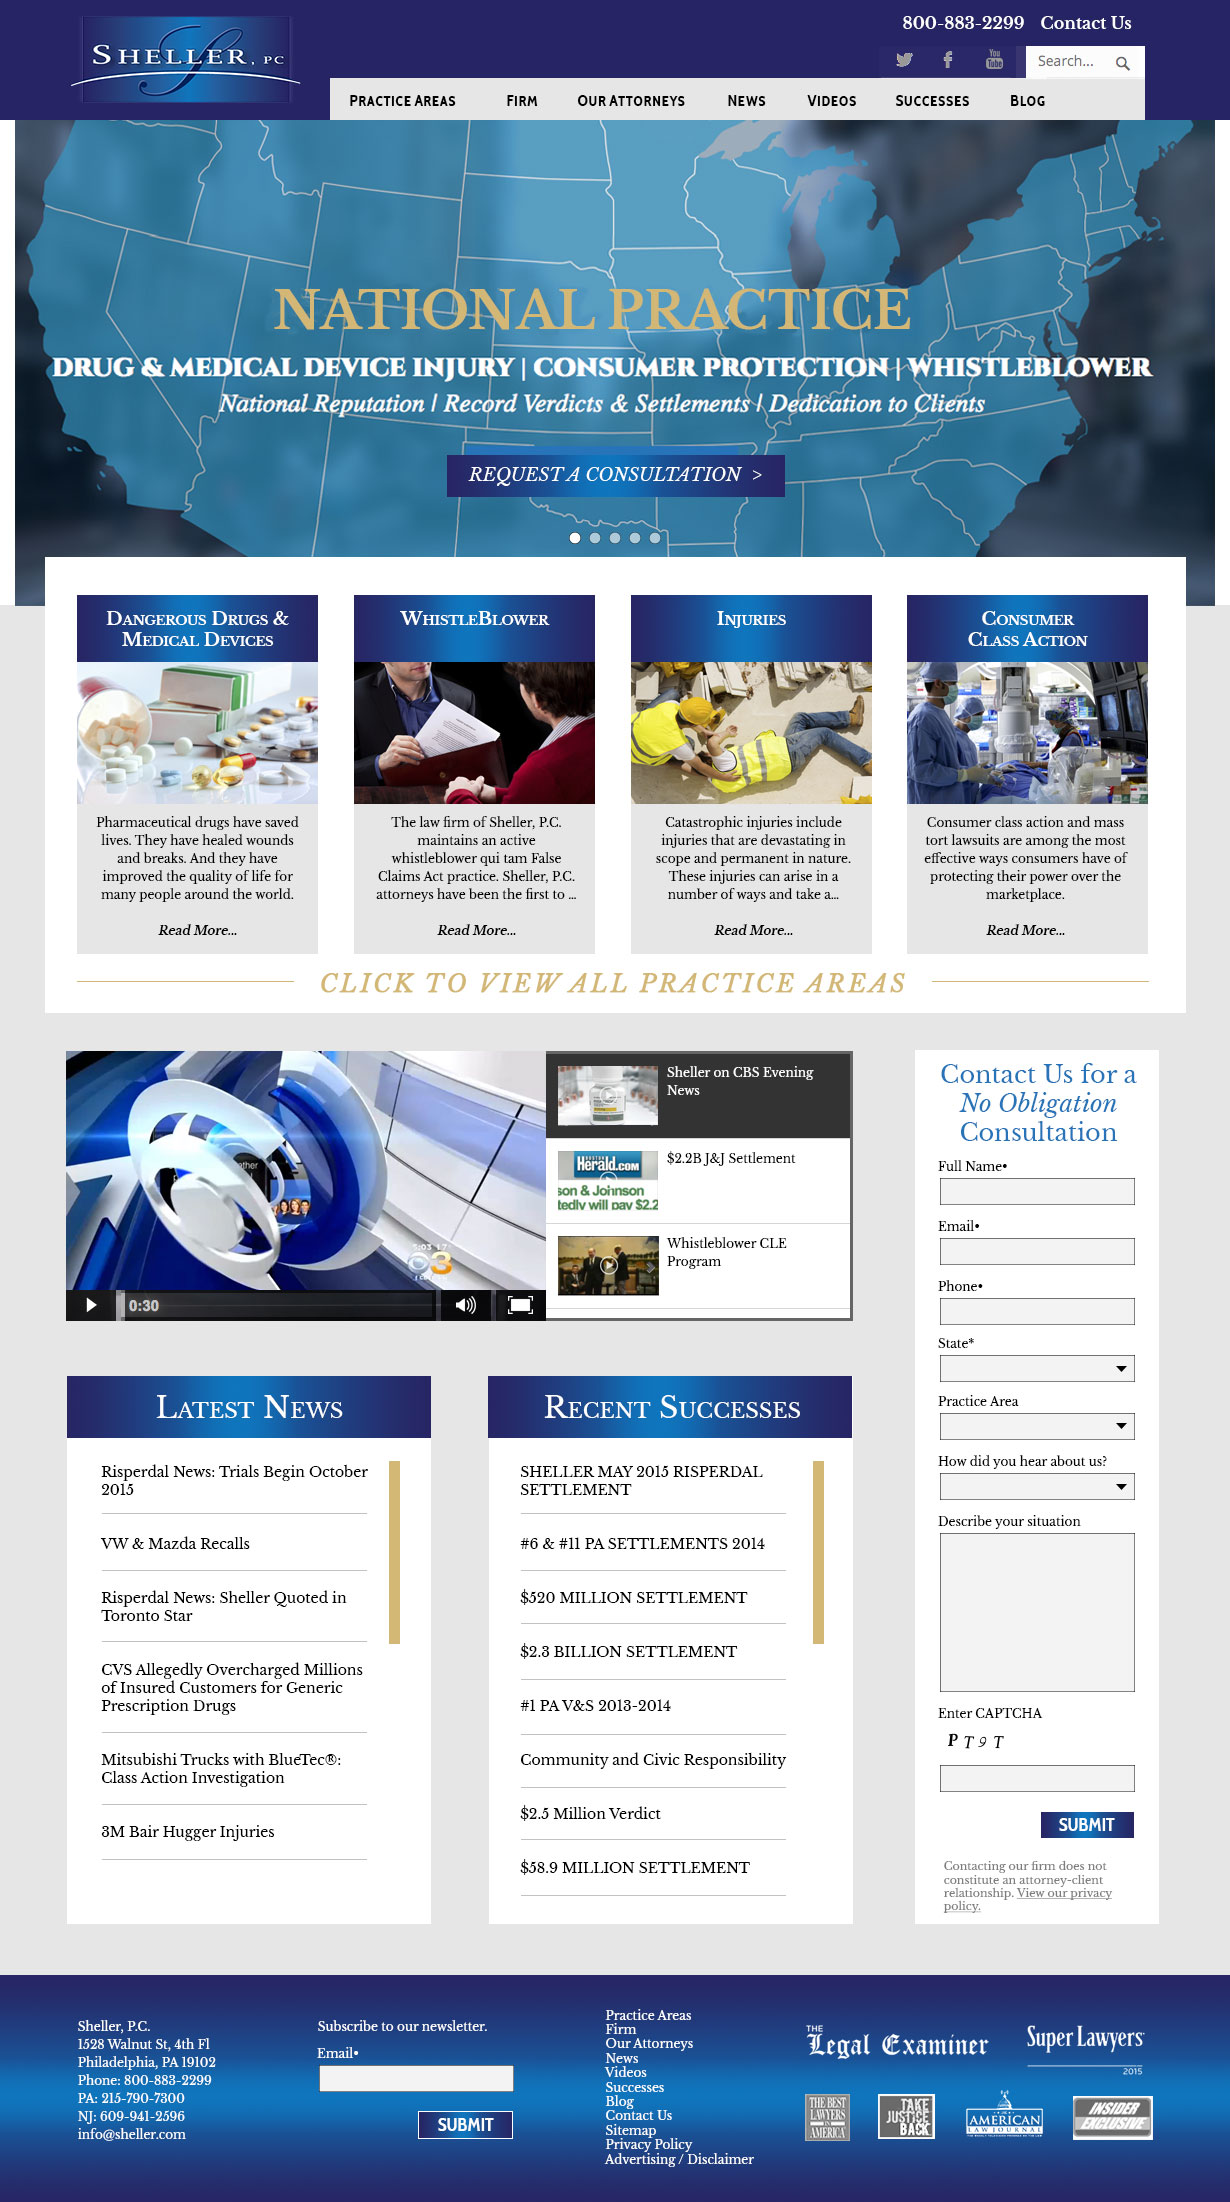 800-883-2299 Contact Us
SHELLER, PC
Search...
PRACTICE AREAS FIRM OUR ATTORNEYS NEWS VIDEOS SUCCESSES BLOG
NATIONAL PRACTICE
DRUG & MEDICAL DEVICE INJURY | CONSUMER PROTECTION | WHISTLEBLOWER
National Reputation | Record Verdicts & Settlements | Dedication to Clients
REQUEST A CONSULTATION >
DANGEROUS DRUGS &
MEDICAL DEVICES
Pharmaceutical drugs have saved
lives. They have healed wounds
and breaks. And they have
improved the quality of life for
many people around the world.
Read More...
WHISTLEBLOWER
The law firm of Sheller, P.C.
maintains an active
whistleblower qui tam False
Claims Act practice. Sheller, P.C.
attorneys have been the first to ...
Read More...
INJURIES
Catastrophic injuries include
injuries that are devastating in
scope and permanent in nature.
These injuries can arise in a
number of ways and take a...
Read More...
CONSUMER
CLASS ACTION
Consumer class action and mass
tort lawsuits are among the most
effective ways consumers have of
protecting their power over the
marketplace.
Read More...
CLICK TO VIEW ALL PRACTICE AREAS
3
0:30
Sheller on CBS Evening
News
Herald.com
son & Johnson
tedly will pay $2.2
$2.2B J&J Settlement
Whistleblower CLE
Program
LATEST NEWS
Risperdal News: Trials Begin October
2015
VW & Mazda Recalls
Risperdal News: Sheller Quoted in
Toronto Star
CVS Allegedly Overcharged Millions
of Insured Customers for Generic
Prescription Drugs
Mitsubishi Trucks with BlueTec®:
Class Action Investigation
3M Bair Hugger Injuries
RECENT SUCCESSES
SHELLER MAY 2015 RISPERDAL
SETTLEMENT
#6 & #11 PA SETTLEMENTS 2014
$520 MILLION SETTLEMENT
$2.3 BILLION SETTLEMENT
#1 PA V&S 2013-2014
Community and Civic Responsibility
$2.5 Million Verdict
$58.9 MILLION SETTLEMENT
Contact Us for a
No Obligation
Consultation
Full Name•
Email•
Phone•
State*
Practice Area
How did you hear about us?
Describe your situation
Enter CAPTCHA
P T 9 T
SUBMIT
Contacting our firm does not
constitute an attorney-client
relationship. View our privacy
policy.
Sheller, P.C.
1528 Walnut St, 4th Fl
Philadelphia, PA 19102
Phone: 800-883-2299
PA: 215-790-7300
NJ: 609-941-2596
info@sheller.com
Subscribe to our newsletter.
Email•
SUBMIT
Practice Areas
Firm
Our Attorneys
News
Videos
Successes
Blog
Contact Us
Sitemap
Privacy Policy
Advertising / Disclaimer
THE
Legal Examiner
Super Lawyers
2015
THE BEST
LAWYERS
IN
AMERICA
TAKE
JUSTICE
BACK
AMERICAN
LAW JOURNAL
INSIDER
EXCLUSIVE